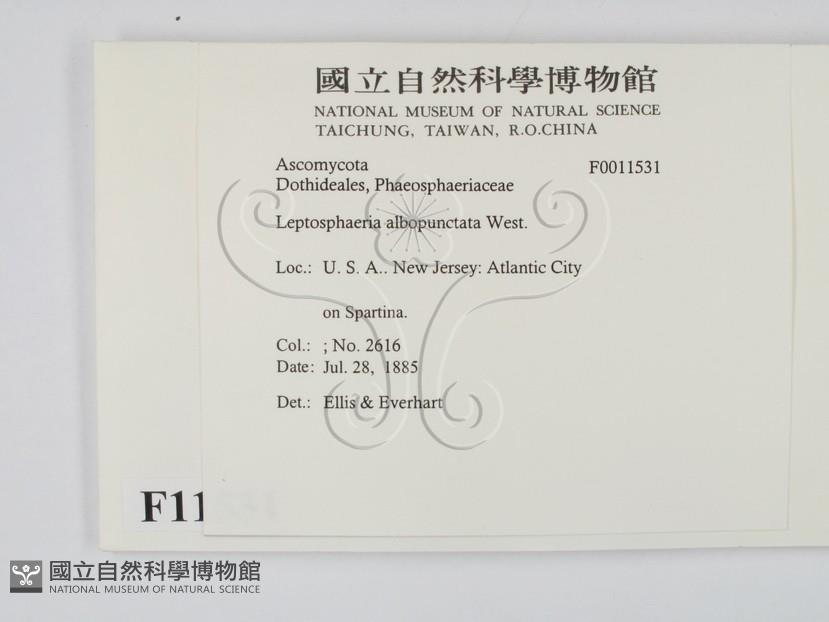 國立自然科學博物館
NATIONAL MUSEUM OF NATURAL SCIENCE
TAICHUNG, TAIWAN, R.O.CHINA
Ascomycota F0011531
Dothideales, Phaeosphaeriaceae
Leptosphaeria albopunctata West.
Loc.: U. S. A.. New Jersey: Atlantic City
on Spartina.
Col.: ; No. 2616
Date: Jul. 28, 1885
Det.: Ellis & Everhart
F11
國立自然科學博物館
NATIONAL MUSEUM OF NATURAL SCIENCE